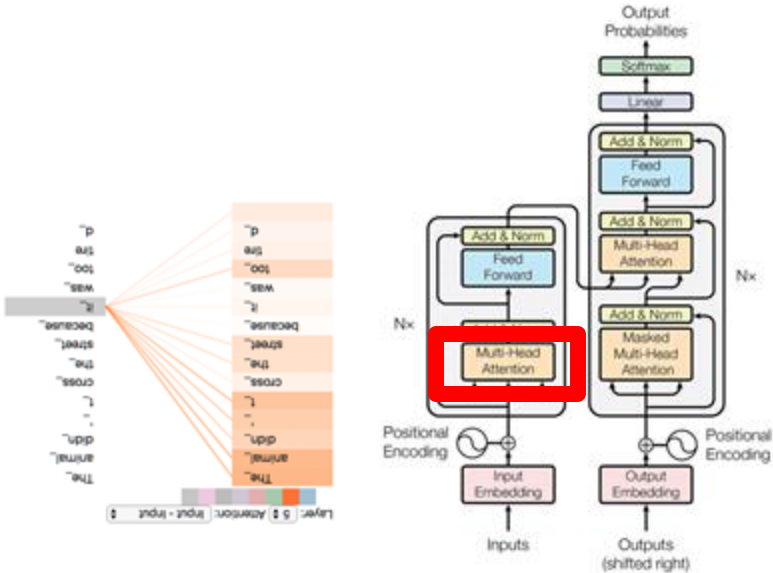 Layer: 5 Attention: Input - Input
The_ The_
animal_ animal_
didn_ didn_
'_ '_
t_ t_
cross_ cross_
the_ the_
street_ street_
because_ because_
it_ it_
was_ was_
too_ too_
tire tire
d_ d_
Output
Probabilities
Softmax
Linear
Add & Norm
Feed
Forward
Add & Norm
Multi-Head
Attention
Nx
Add & Norm
Masked
Multi-Head
Attention
Add & Norm
Feed
Forward
Nx
Multi-Head
Attention
Positional
Encoding
Positional
Encoding
Input
Embedding
Output
Embedding
Inputs
Outputs
(shifted right)